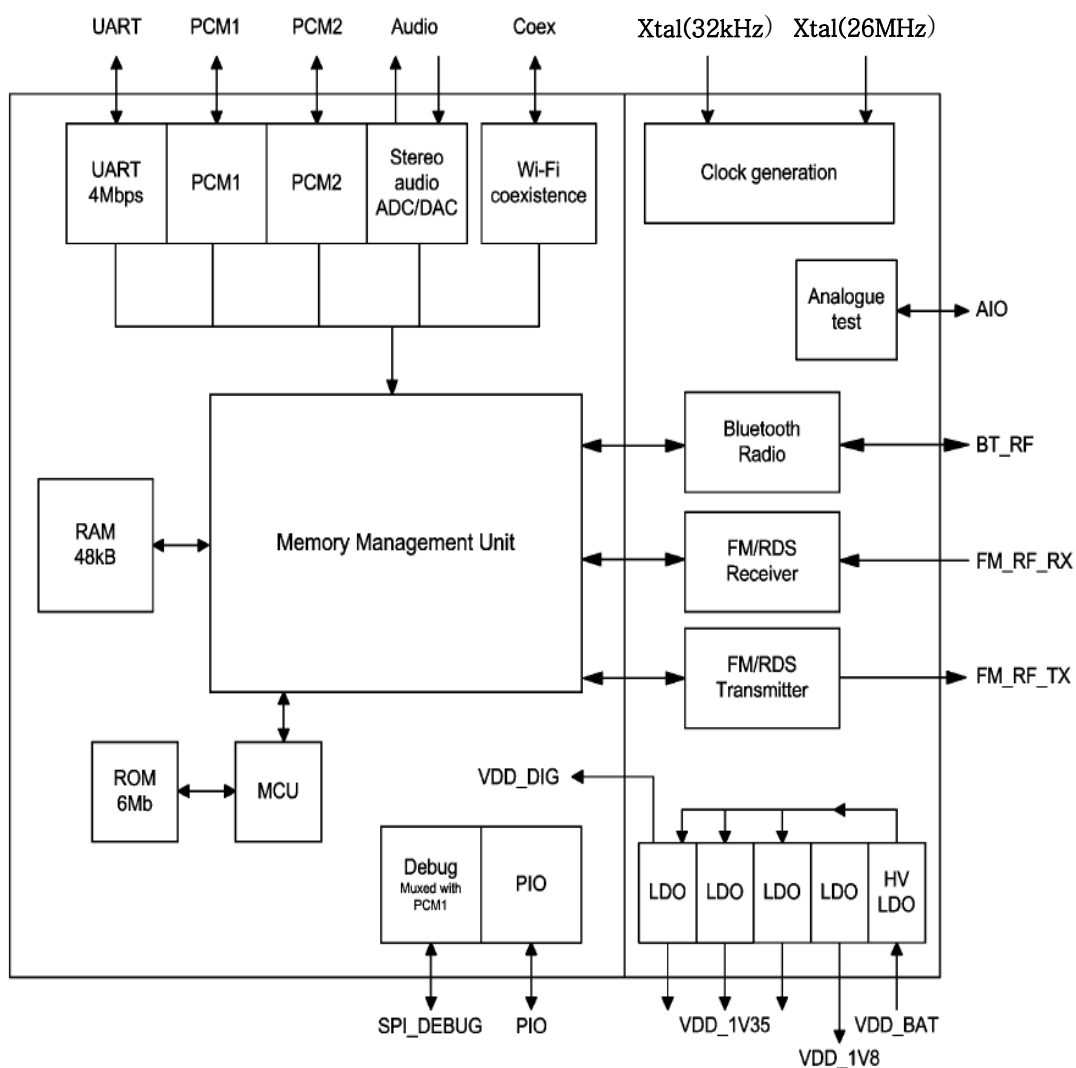 UART
PCM1
PCM2
Audio
Coex
Xtal(32kHz)
Xtal(26MHz)
UART
4Mbps
PCM1
PCM2
Stereo
audio
ADC/DAC
Wi-Fi
coexistence
Clock generation
Analogue
test
AIO
Bluetooth
Radio
BT_RF
RAM
48kB
Memory Management Unit
FM/RDS
Receiver
FM_RF_RX
FM/RDS
Transmitter
FM_RF_TX
ROM
6Mb
MCU
VDD_DIG
Debug
Muxed with
PCM1
PIO
LDO
LDO
LDO
LDO
HV
LDO
SPI_DEBUG
PIO
VDD_1V35
VDD_BAT
VDD_1V8